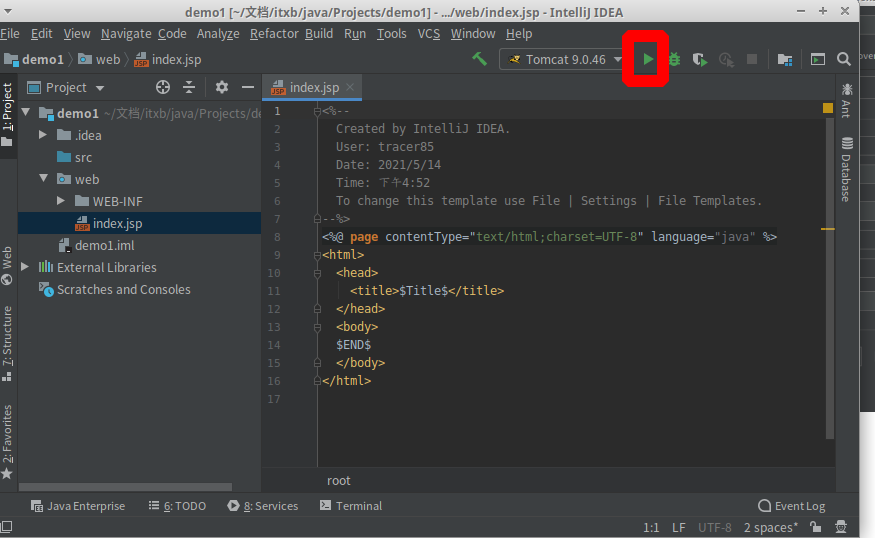 demo1 [~/文档/itxb/java/Projects/demo1] - .../web/index.jsp - IntelliJ IDEA
File Edit View Navigate Code Analyze Refactor Build Run Tools VCS Window Help
demo1 web index.jsp Tomcat 9.0.46
1: Project
Project
index.jsp
demo1 ~/文档/itxb/java/Projects/de
.idea
src
web
WEB-INF
index.jsp
demo1.iml
External Libraries
Scratches and Consoles
Web
7: Structure
2: Favorites
1 <%--
2 Created by IntelliJ IDEA.
3 User: tracer85
4 Date: 2021/5/14
5 Time: 下午4:52
6 To change this template use File | Settings | File Templates.
7 --%>
8 <%@ page contentType="text/html;charset=UTF-8" language="java" %>
9 <html>
10 <head>
11 <title>$Title$</title>
12 </head>
13 <body>
14 $END$
15 </body>
16 </html>
17
Ant
Database
root
Java Enterprise 6: TODO 8: Services Terminal Event Log
1:1 LF UTF-8 2 spaces*